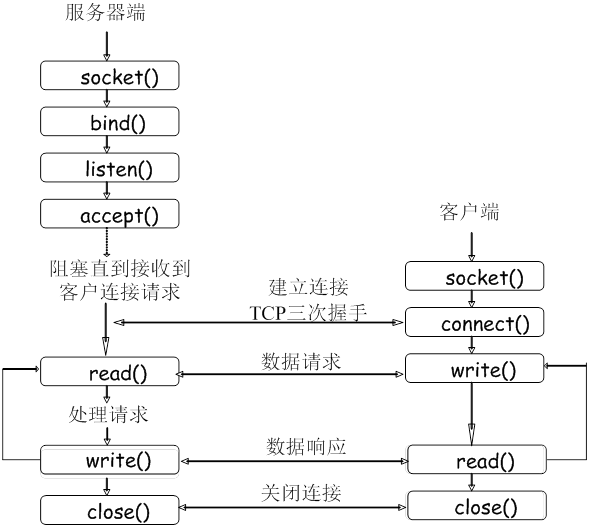 服务器端
socket()
bind()
listen()
accept()
阻塞直到接收到
客户连接请求
read()
处理请求
write()
close()
建立连接
TCP三次握手
数据请求
数据响应
关闭连接
客户端
socket()
connect()
write()
read()
close()